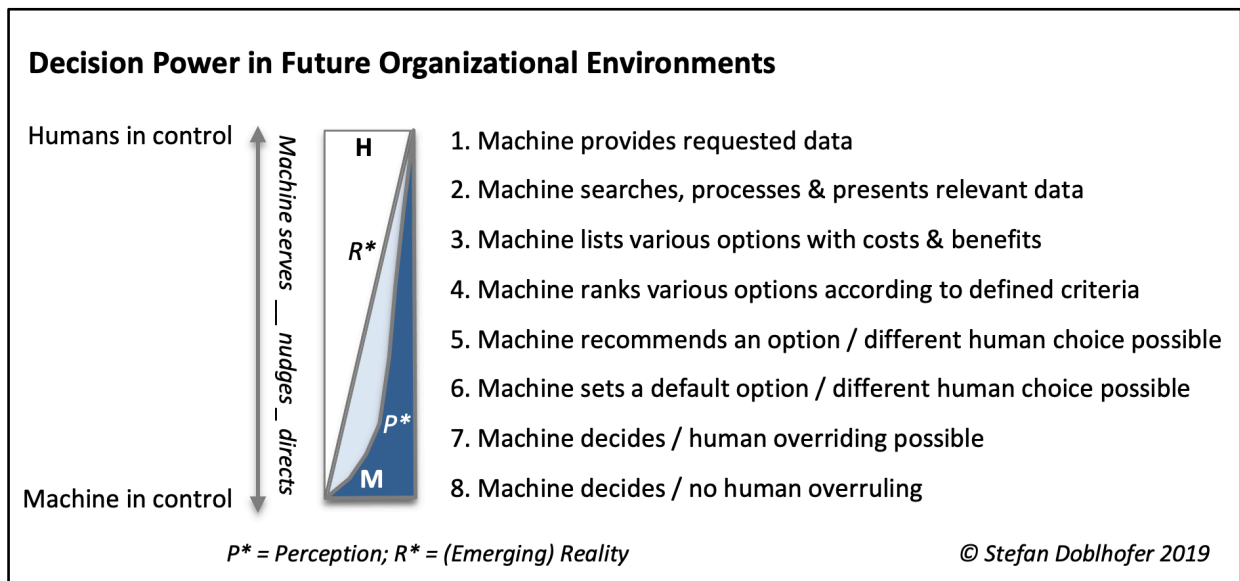 Decision Power in Future Organizational Environments
Humans in control
Machine serves __ nudges _ directs
Machine in control
H
R*
P*
M
1. Machine provides requested data
2. Machine searches, processes & presents relevant data
3. Machine lists various options with costs & benefits
4. Machine ranks various options according to defined criteria
5. Machine recommends an option / different human choice possible
6. Machine sets a default option / different human choice possible
7. Machine decides / human overriding possible
8. Machine decides / no human overruling
P* = Perception; R* = (Emerging) Reality
© Stefan Doblhofer 2019